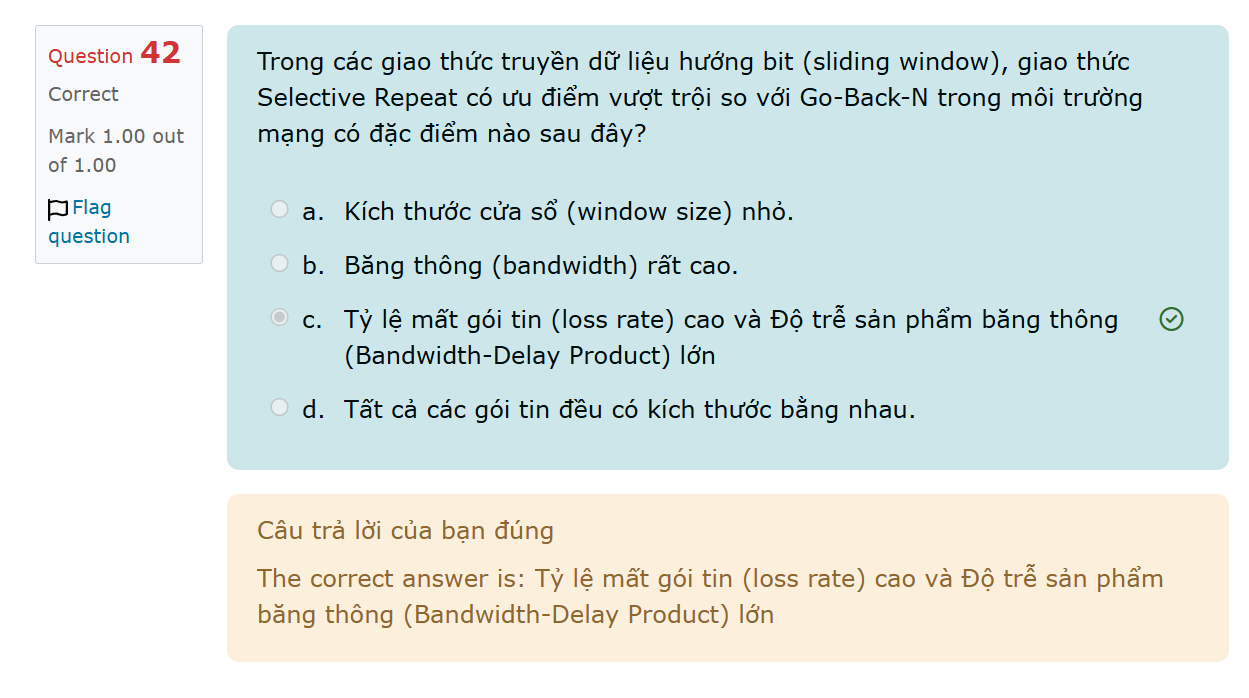 Question 42
Correct
Mark 1.00 out
of 1.00
Flag
question
Trong các giao thức truyền dữ liệu hướng bit (sliding window), giao thức
Selective Repeat có ưu điểm vượt trội so với Go-Back-N trong môi trường
mạng có đặc điểm nào sau đây?
a. Kích thước cửa sổ (window size) nhỏ.
b. Băng thông (bandwidth) rất cao.
c. Tỷ lệ mất gói tin (loss rate) cao và Độ trễ sản phẩm băng thông
(Bandwidth-Delay Product) lớn
d. Tất cả các gói tin đều có kích thước bằng nhau.
Câu trả lời của bạn đúng
The correct answer is: Tỷ lệ mất gói tin (loss rate) cao và Độ trễ sản phẩm
băng thông (Bandwidth-Delay Product) lớn